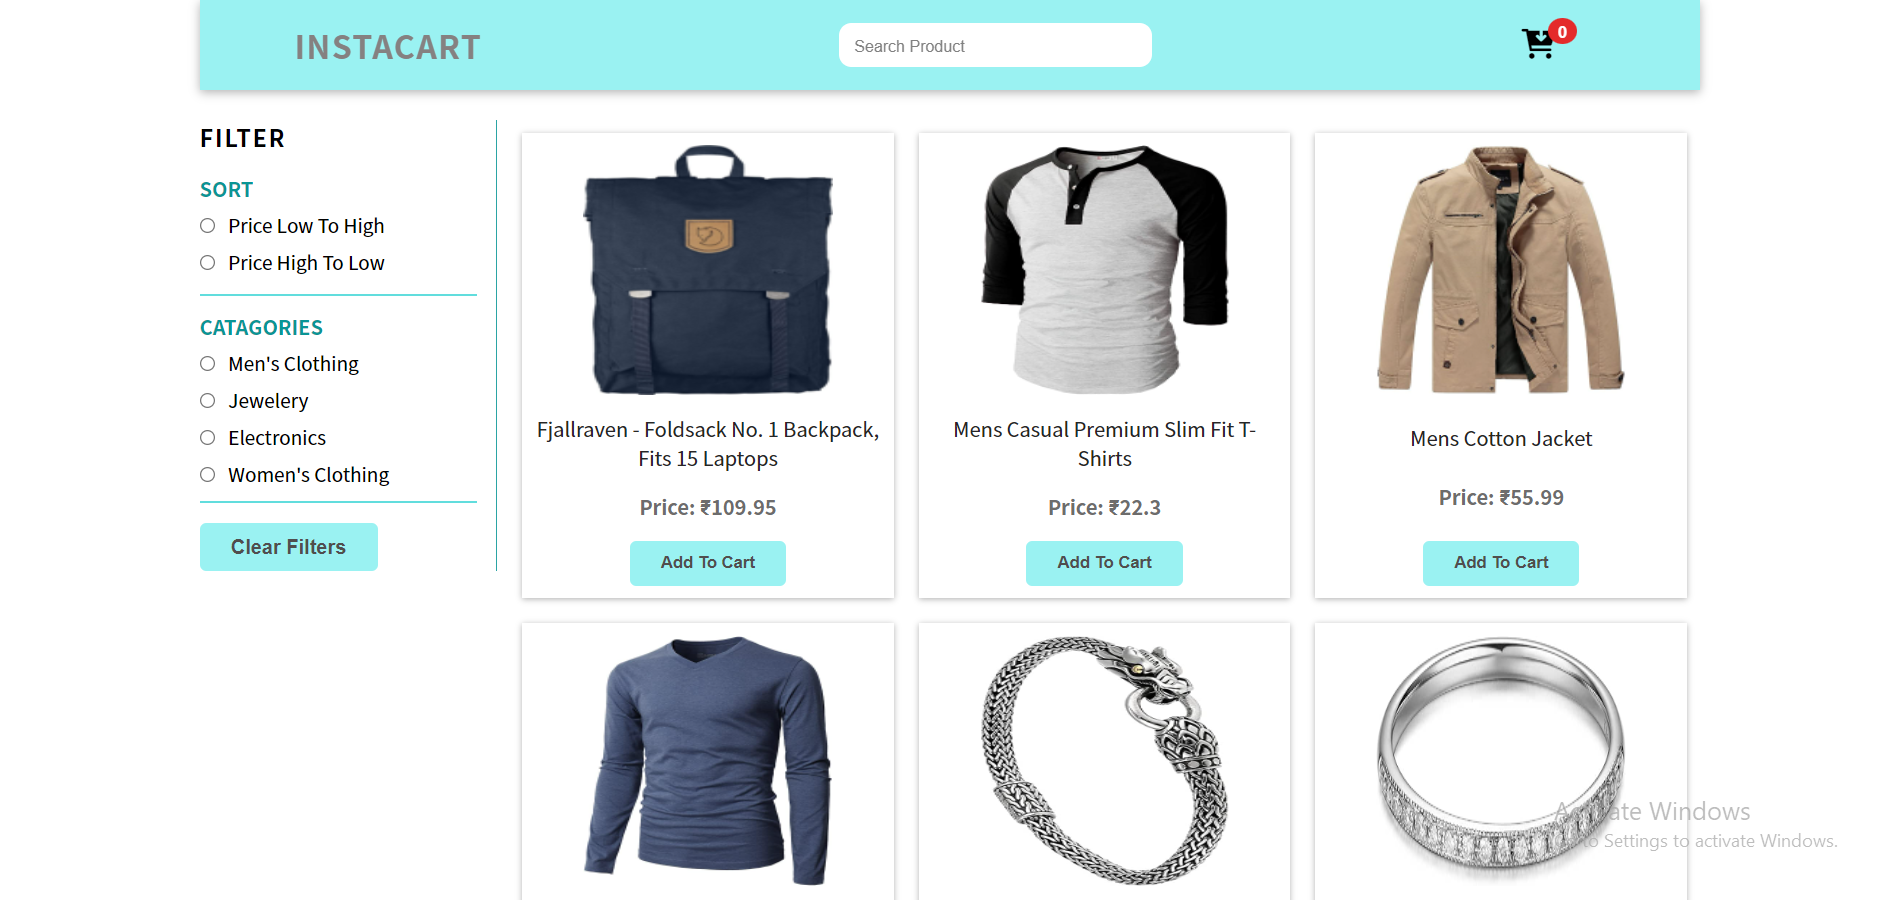 INSTACART
Search Product
0
FILTER
SORT
Price Low To High
Price High To Low
CATAGORIES
Men's Clothing
Jewelery
Electronics
Women's Clothing
Clear Filters
Fjallraven - Foldsack No. 1 Backpack,
Fits 15 Laptops
Price: ₹109.95
Add To Cart
Mens Casual Premium Slim Fit T-
Shirts
Price: ₹22.3
Add To Cart
Mens Cotton Jacket
Price: ₹55.99
Add To Cart
Activate Windows
to Settings to activate Windows.